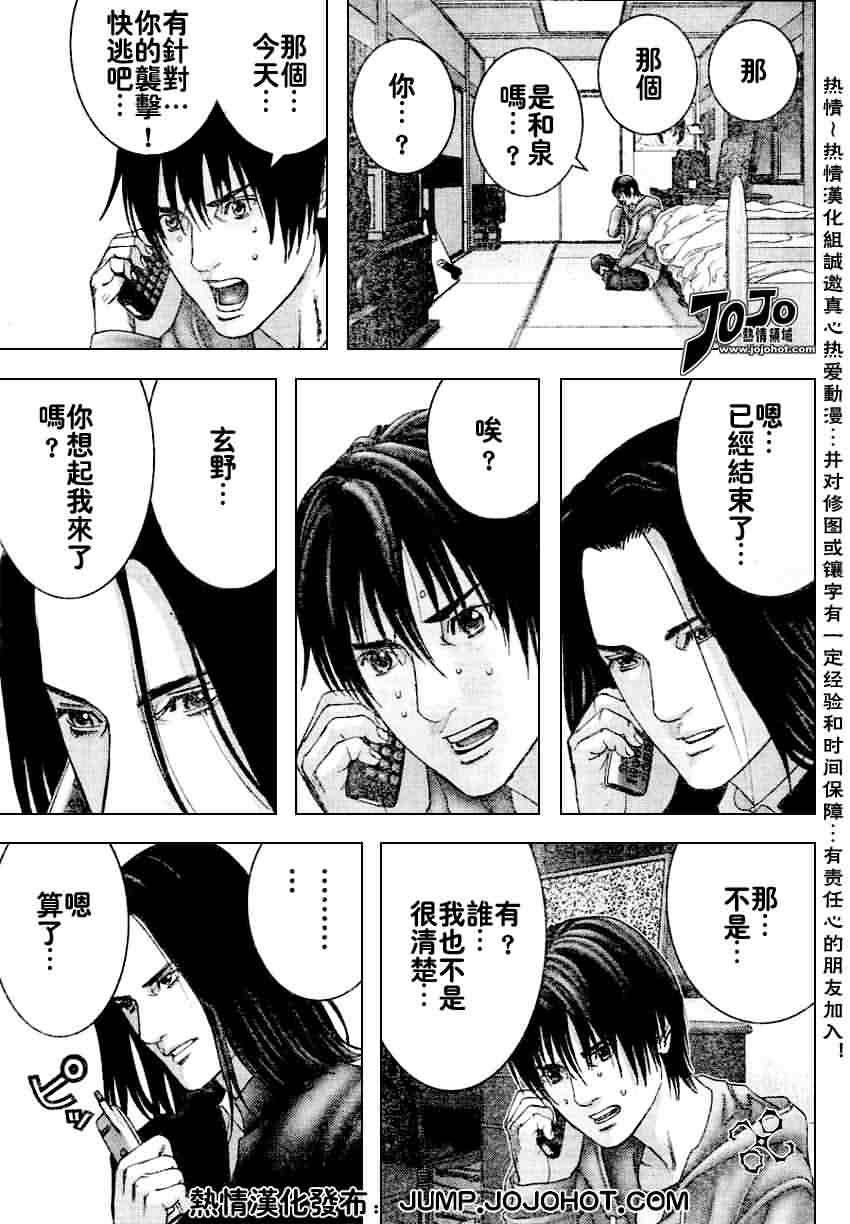 那
那個
是和泉
嗎…？
你…？
那個…
今天…
有針對…
你的襲擊！
快逃吧…
JOJO
熱情領域
www.jojohot.com
嗯…
已經結束了…
唉？
玄野…
你想起我來了
嗎？
那…
不是…
有？
誰…
我也不是
很清楚…
………
…
嗯
算了…
热情～热情漢化組誠邀真心热爱動漫…井对修图或镶字有一定经验和时间保障…有责任心的朋友加入！
熱情漢化發布：JUMP.JOJOHOT.COM